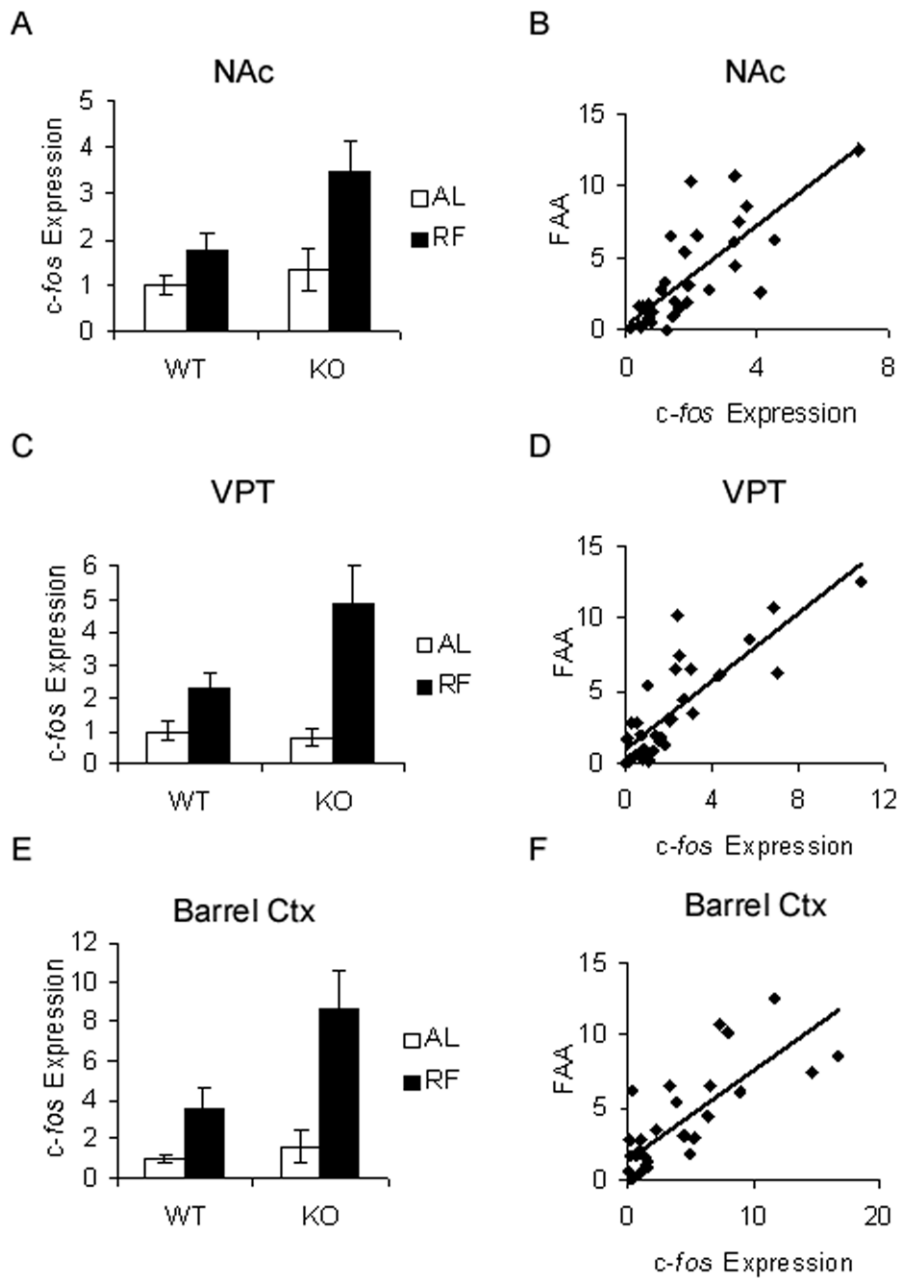 A
NAc
c-fos Expression
5
4
3
2
1
0
WT
KO
AL
RF
B
NAc
FAA
15
10
5
0
0
4
8
c-fos Expression
C
VPT
c-fos Expression
6
5
4
3
2
1
0
WT
KO
AL
RF
D
VPT
FAA
15
10
5
0
0
4
8
12
c-fos Expression
E
Barrel Ctx
c-fos Expression
12
10
8
6
4
2
0
WT
KO
AL
RF
F
Barrel Ctx
FAA
15
10
5
0
0
10
20
c-fos Expression